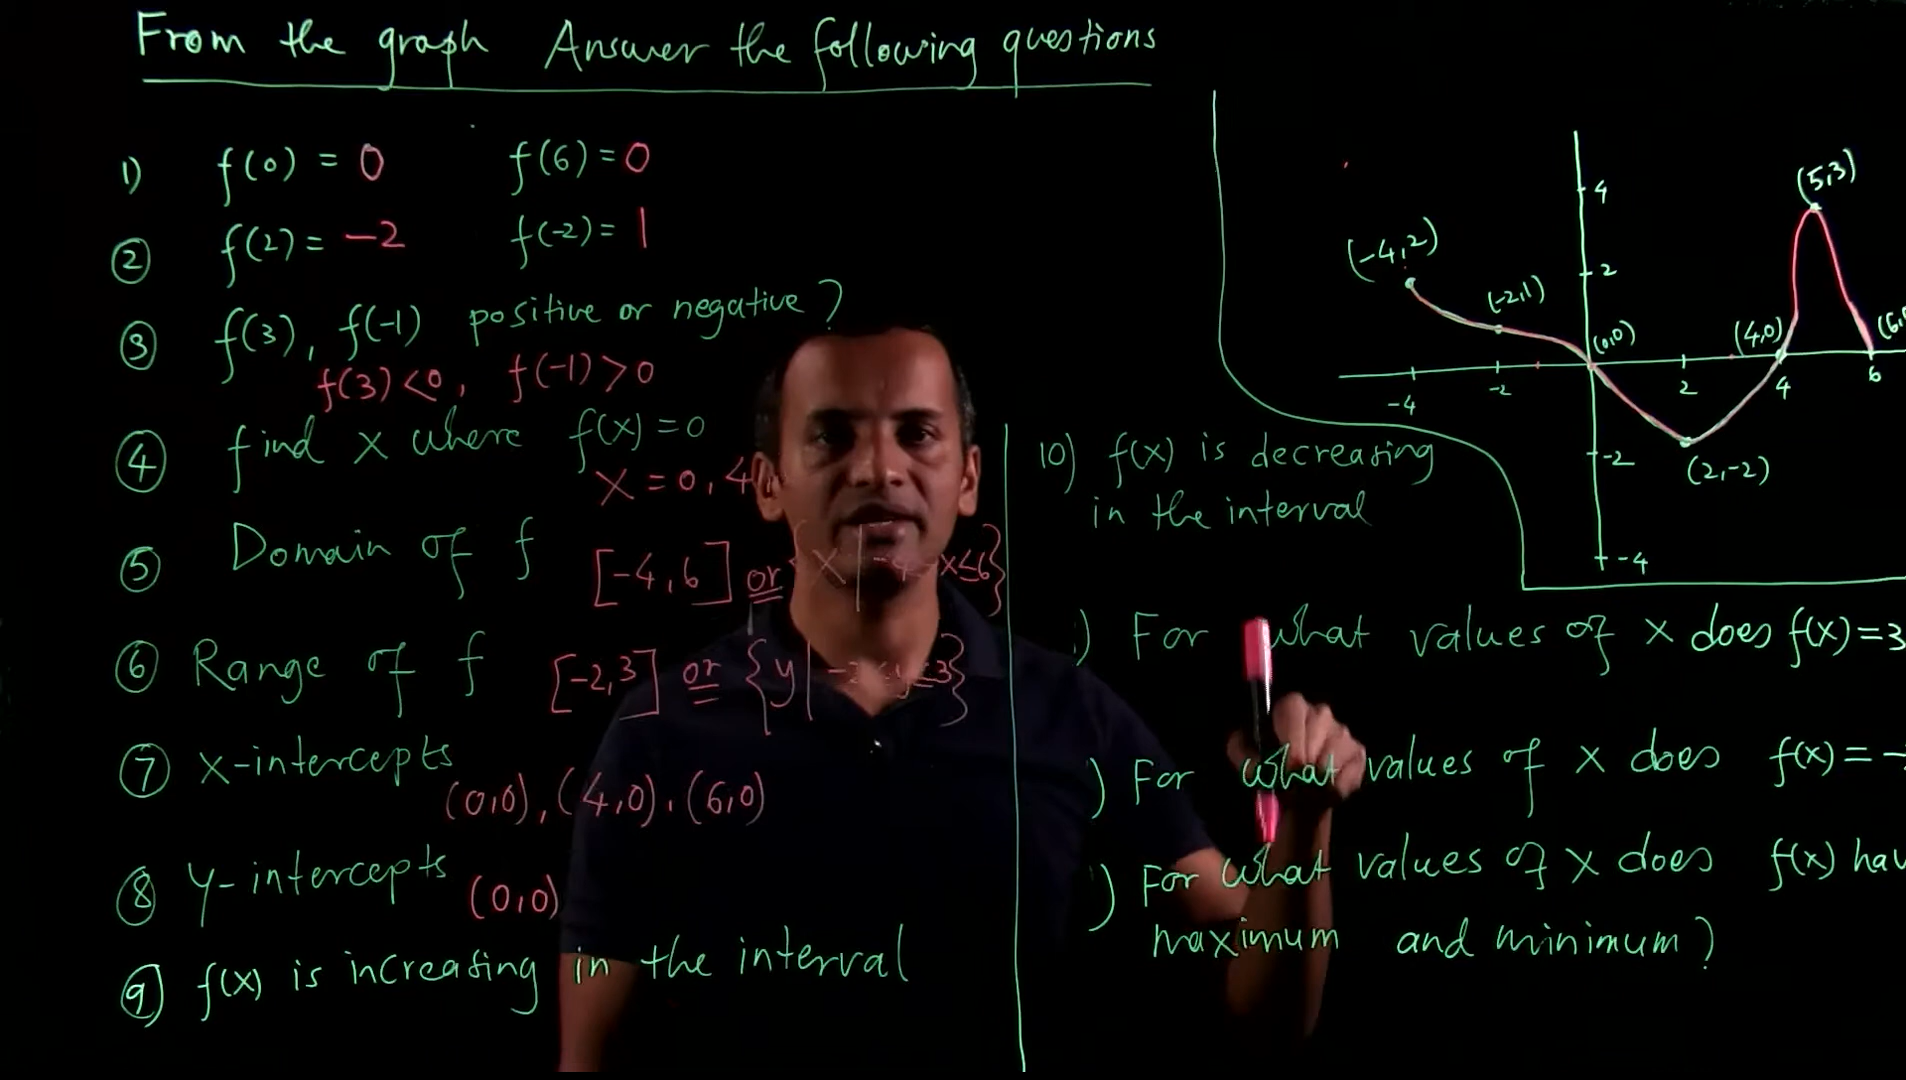 From the graph Answer the following questions
1) f(0) = 0 f(6) = 0
② f(2) = -2 f(-2) = 1
③ f(3), f(-1) positive or negative?
f(3) < 0, f(-1) > 0
④ find x where f(x) = 0
x = 0, 4
⑤ Domain of f [-4, 6] or {x | -4 x ≤ 6}
⑥ Range of f [-2, 3] or {y | -2 ≤ y ≤ 3}
⑦ x-intercepts
(0,0), (4,0), (6,0)
⑧ y-intercepts (0,0)
⑨ f(x) is increasing in the interval
10) f(x) is decreasing
in the interval
) For what values of x does f(x) = 3
) For what values of x does f(x) = -
) For what values of x does f(x)
maximum and minimum?
(-4, 2)
(-2, 1)
(0,0)
(4,0)
(5, 3)
(6,
(2, -2)
4
2
-2
-4
-4
-2
2
4
6